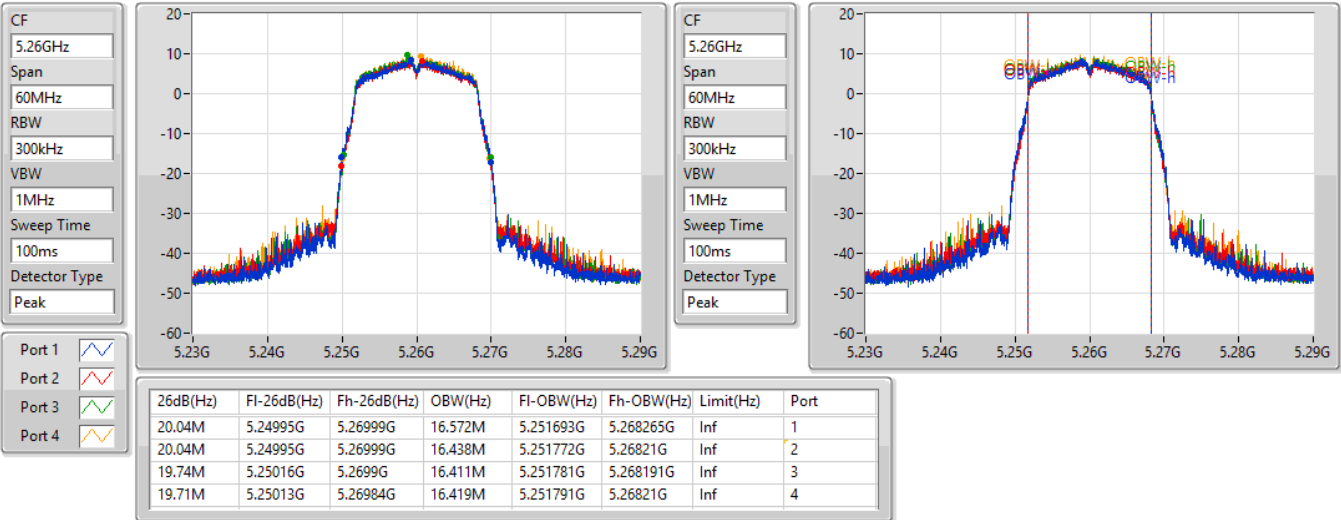 CF
5.26GHz
Span
60MHz
RBW
300kHz
VBW
1MHz
Sweep Time
100ms
Detector Type
Peak
Port 1
Port 2
Port 3
Port 4
20
10
0
-10
-20
-30
-40
-50
-60
5.23G 5.24G 5.25G 5.26G 5.27G 5.28G 5.29G
CF
5.26GHz
Span
60MHz
RBW
300kHz
VBW
1MHz
Sweep Time
100ms
Detector Type
Peak
20
10
0
-10
-20
-30
-40
-50
-60
5.23G 5.24G 5.25G 5.26G 5.27G 5.28G 5.29G
26dB(Hz) Fl-26dB(Hz) Fh-26dB(Hz) OBW(Hz) Fl-OBW(Hz) Fh-OBW(Hz) Limit(Hz) Port
20.04M 5.24995G 5.26999G 16.572M 5.251693G 5.268265G Inf 1
20.04M 5.24995G 5.26999G 16.438M 5.251772G 5.26821G Inf 2
19.74M 5.25016G 5.2699G 16.411M 5.251781G 5.268191G Inf 3
19.71M 5.25013G 5.26984G 16.419M 5.251791G 5.26821G Inf 4